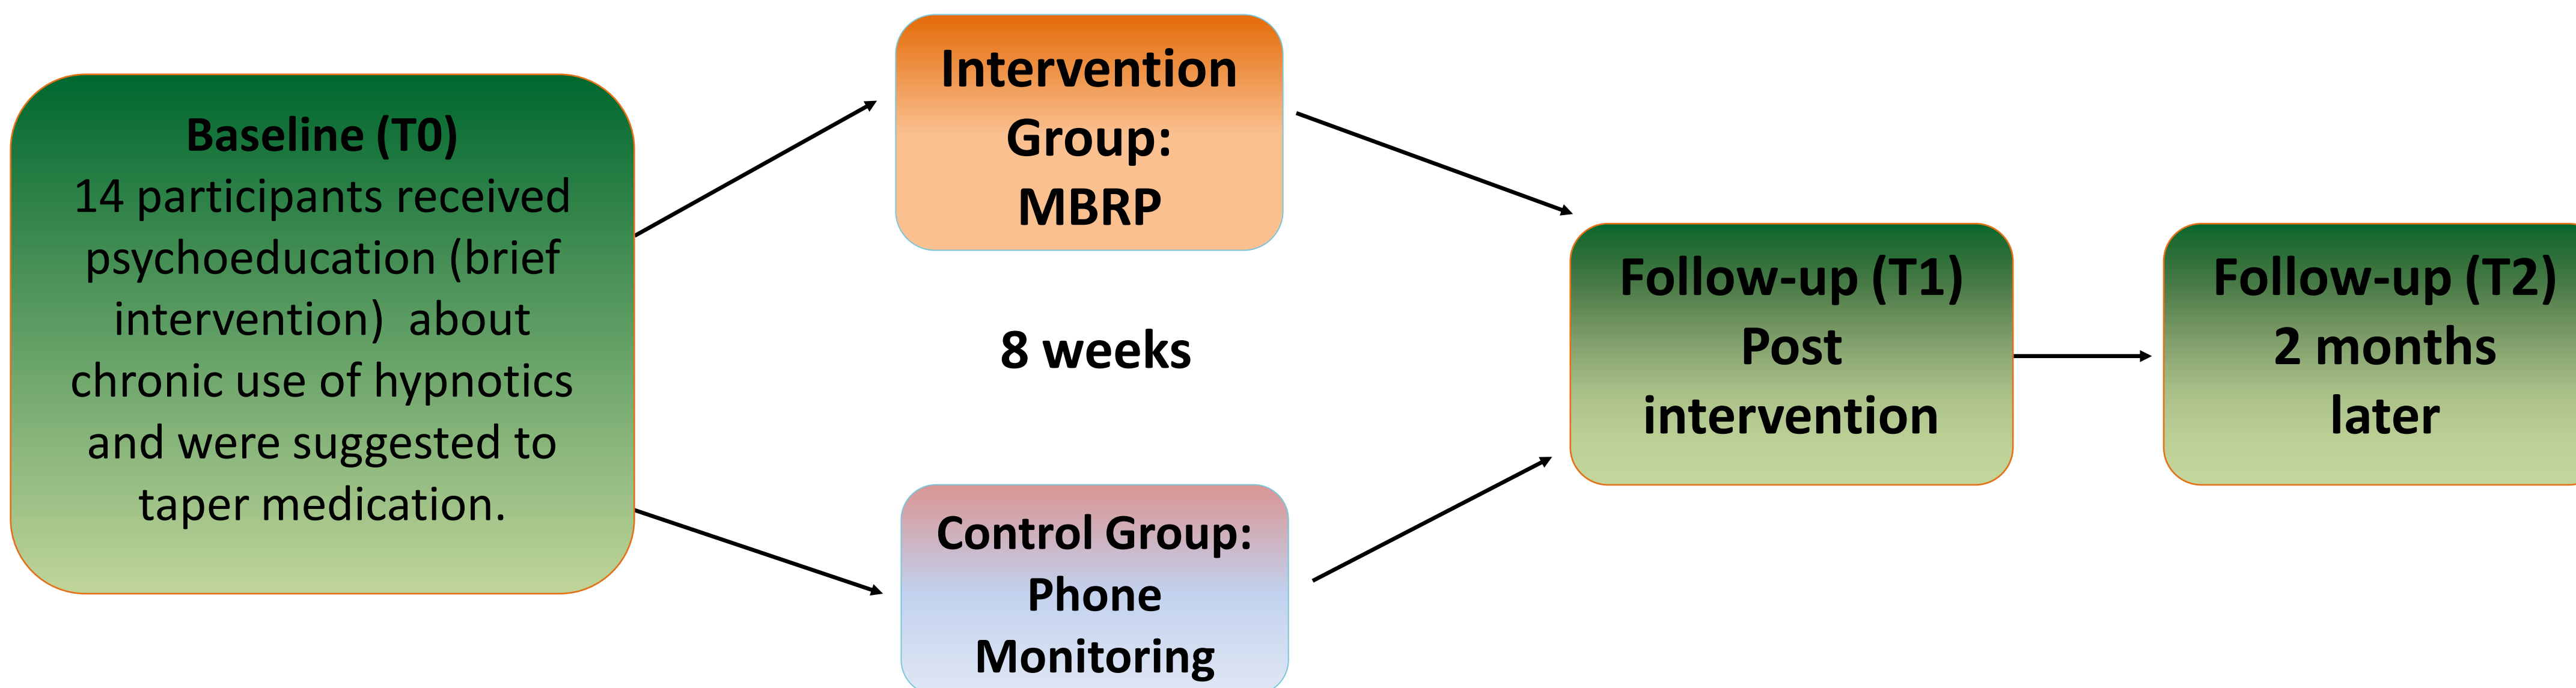 Baseline (T0)
14 participants received
psychoeducation (brief
intervention)  about
chronic use of hypnotics
and were suggested to
taper medication.
Intervention
Group:
MBRP
8 weeks
Control Group:
Phone
Monitoring
Follow-up (T1)
Post
intervention
Follow-up (T2)
2 months
later